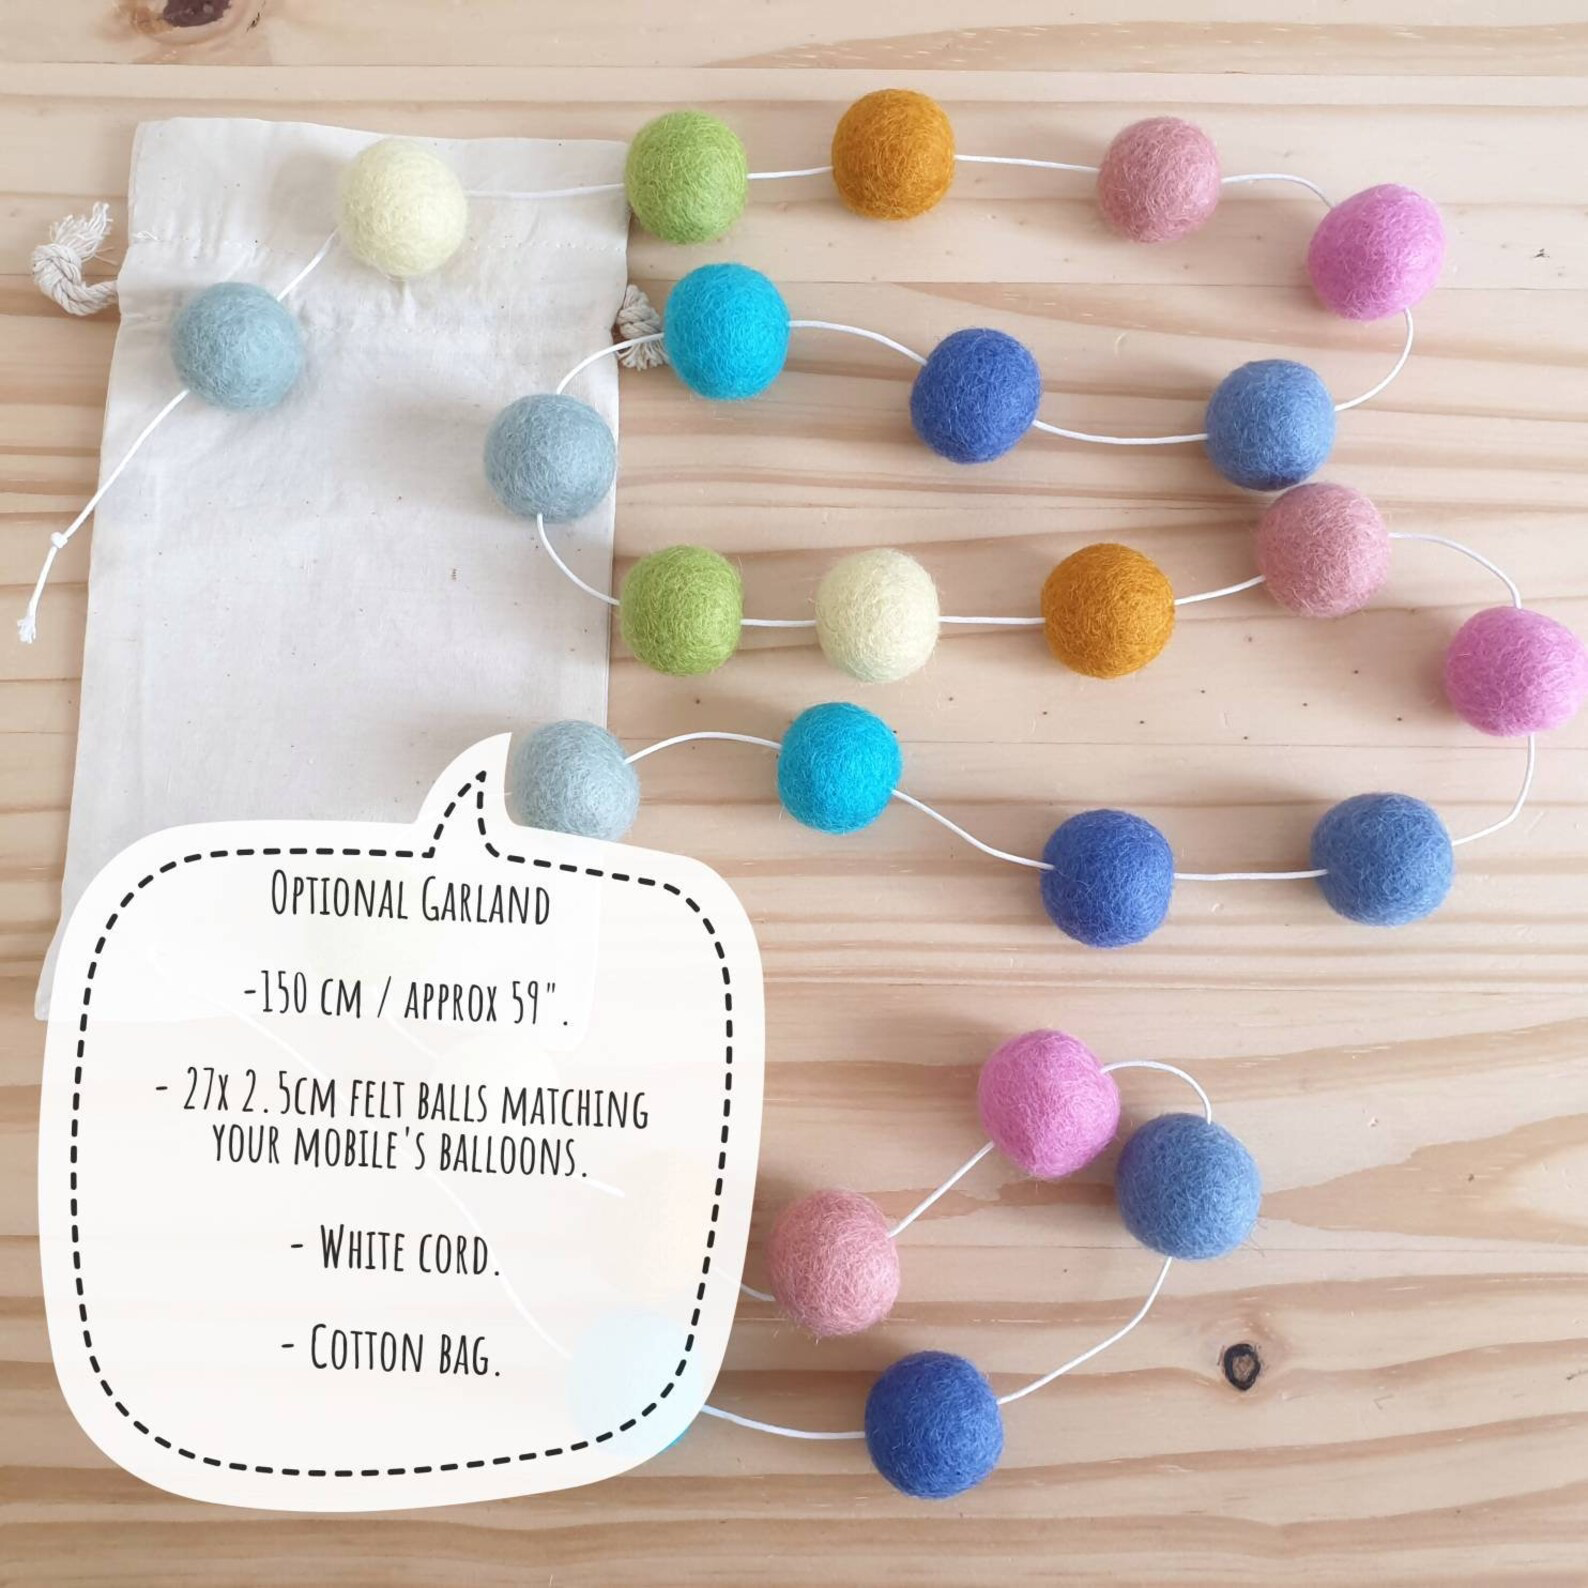 Optional Garland
-150 cm / approx 59".
- 27x 2.5cm felt balls matching
your mobile's balloons.
- White cord.
- Cotton bag.